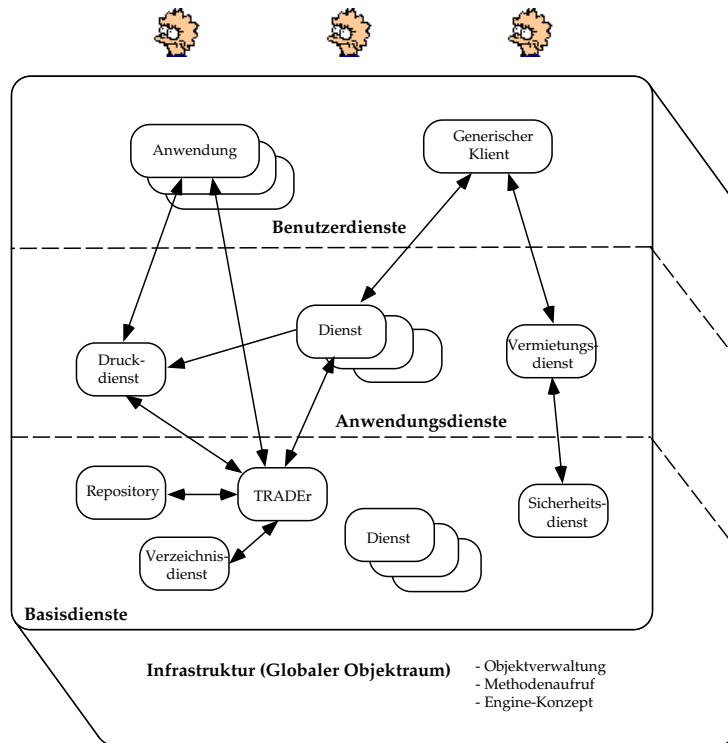 Anwendung
Generischer
Klient
Benutzerdienste
Dienst
Druck-
dienst
Vermietungs-
dienst
Anwendungsdienste
Repository
TRADEr
Sicherheits-
dienst
Dienst
Verzeichnis-
dienst
Basisdienste
Infrastruktur (Globaler Objektraum)
- Objektverwaltung
- Methodenaufruf
- Engine-Konzept